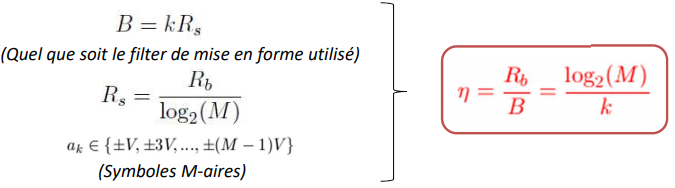 B = kR_s
(Quel que soit le filter de mise en forme utilisé)
R_s = R_b / log_2(M)
a_k ∈ {±V, ±3V, ..., ±(M − 1)V}
(Symboles M-aires)
η = R_b / B = log_2(M) / k